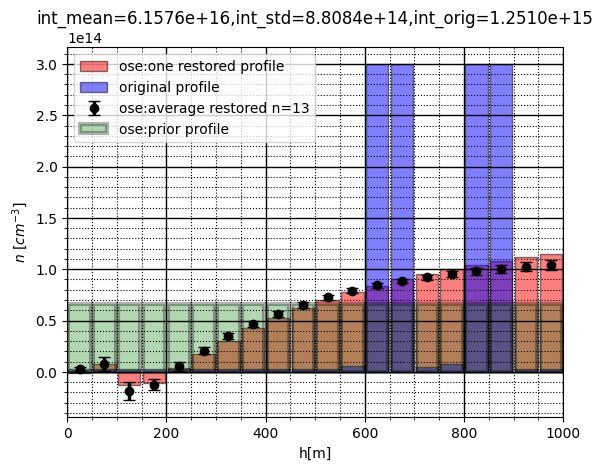 int_mean=6.1576e+16,int_std=8.8084e+14,int_orig=1.2510e+15
1e14
ose:one restored profile
original profile
ose:average restored n=13
ose:prior profile
3.0
2.5
2.0
1.5
1.0
0.5
0.0
n [cm⁻³]
0 200 400 600 800 1000
h[m]